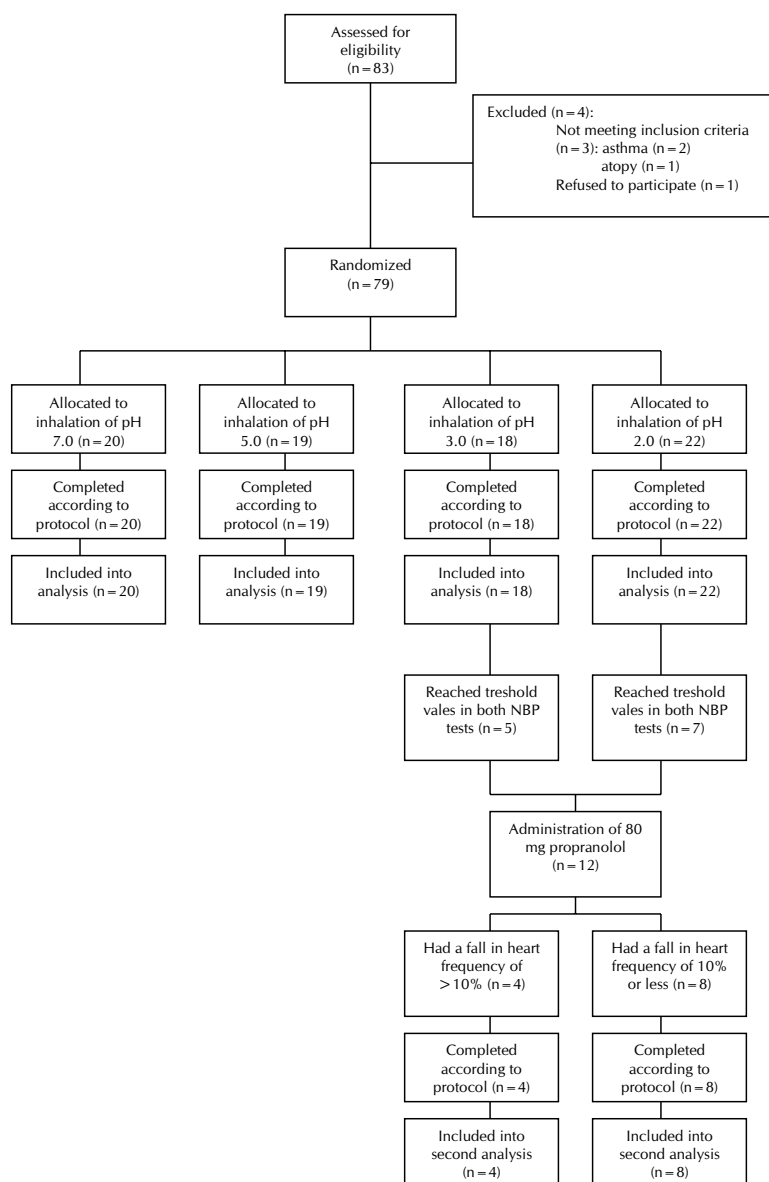 Assessed for
eligibility
(n=83)
Excluded (n=4):
Not meeting inclusion criteria
(n=3): asthma (n=2)
atopy (n=1)
Refused to participate (n=1)
Randomized
(n=79)
Allocated to
inhalation of pH
7.0 (n=20)
Allocated to
inhalation of pH
5.0 (n=19)
Allocated to
inhalation of pH
3.0 (n=18)
Allocated to
inhalation of pH
2.0 (n=22)
Completed
according to
protocol (n=20)
Completed
according to
protocol (n=19)
Completed
according to
protocol (n=18)
Completed
according to
protocol (n=22)
Included into
analysis (n=20)
Included into
analysis (n=19)
Included into
analysis (n=18)
Included into
analysis (n=22)
Reached treshold
vales in both NBP
tests (n=5)
Reached treshold
vales in both NBP
tests (n=7)
Administration of 80
mg propranolol
(n=12)
Had a fall in heart
frequency of
>10% (n=4)
Had a fall in heart
frequency of 10%
or less (n=8)
Completed
according to
protocol (n=4)
Completed
according to
protocol (n=8)
Included into
second analysis
(n=4)
Included into
second analysis
(n=8)